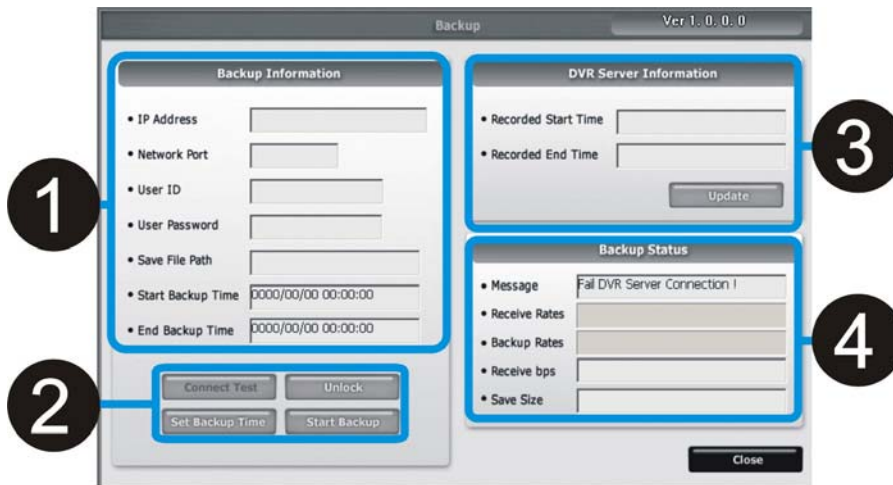 Backup
Ver 1. 0. 0. 0
1
Backup Information
• IP Address
• Network Port
• User ID
• User Password
• Save File Path
• Start Backup Time 0000/00/00 00:00:00
• End Backup Time 0000/00/00 00:00:00
2
Connect Test
Unlock
Set Backup Time
Start Backup
3
DVR Server Information
• Recorded Start Time
• Recorded End Time
Update
4
Backup Status
• Message Fail DVR Server Connection !
• Receive Rates
• Backup Rates
• Receive bps
• Save Size
Close